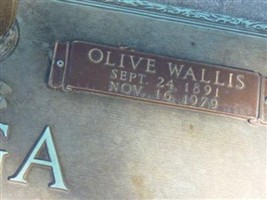 OLIVE WALLIS
SEPT. 24, 1891
NOV. 16, 1979
GA